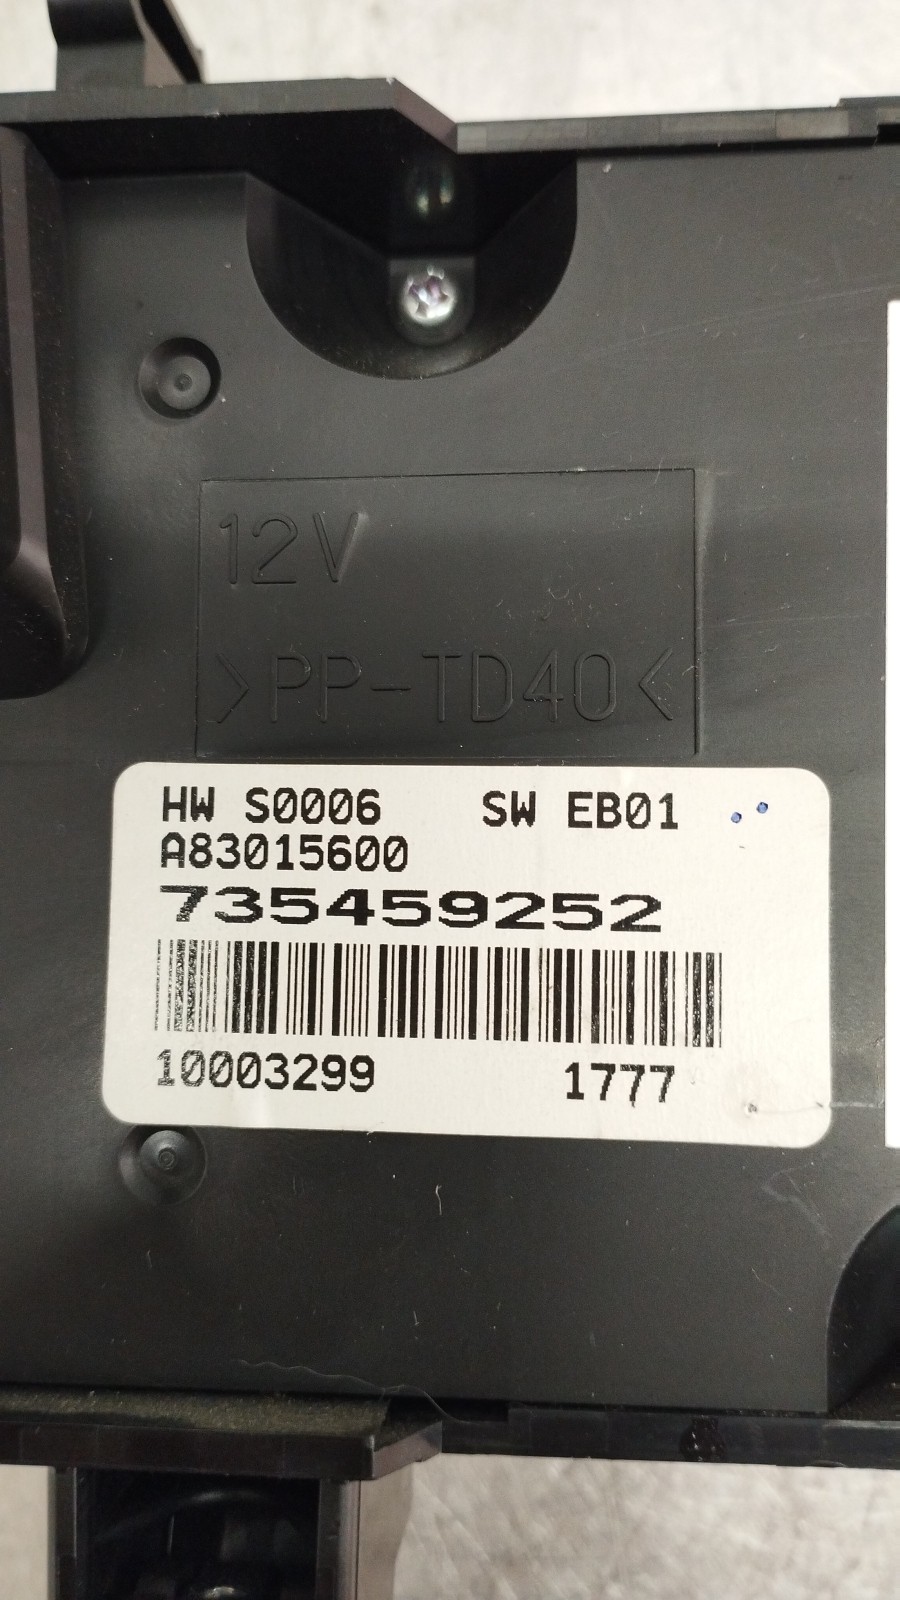 12V
>PP-TD40<
HW S0006 SW EB01
A83015600
735459252
10003299 1777